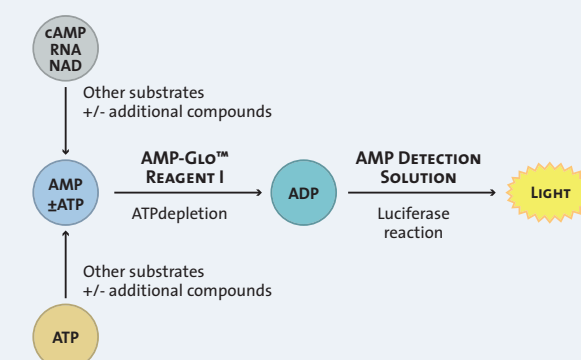 cAMP
RNA
NAD
Other substrates
+/- additional compounds
AMP
±ATP
AMP-Glo™
Reagent I
ATPdepletion
ADP
AMP Detection
Solution
Luciferase
reaction
Light
Other substrates
+/- additional compounds
ATP